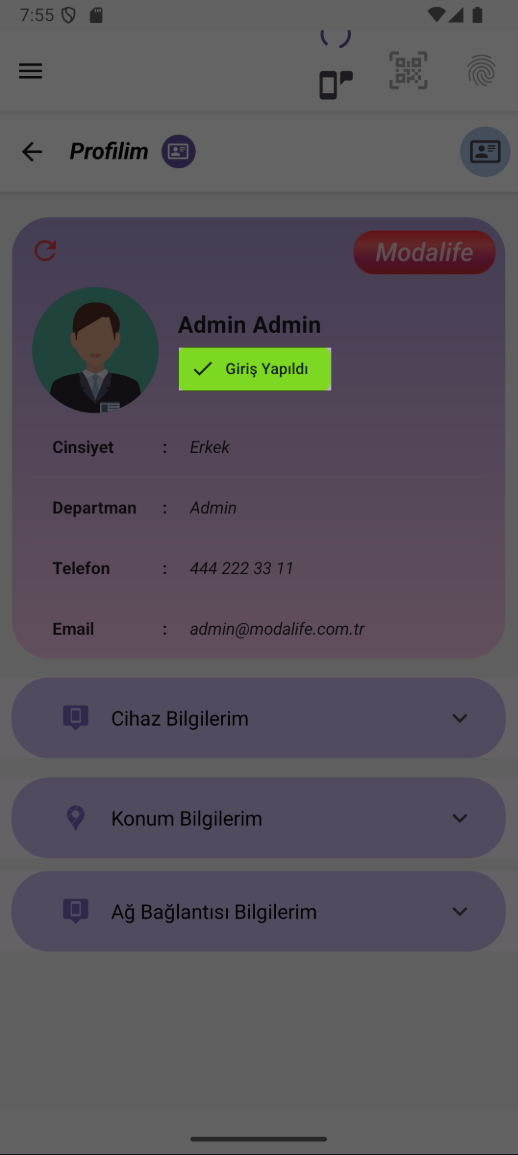 7:55
Profilim
Modalife
Admin Admin
Giriş Yapıldı
Cinsiyet : Erkek
Departman : Admin
Telefon : 444 222 33 11
Email : admin@modalife.com.tr
Cihaz Bilgilerim
Konum Bilgilerim
Ağ Bağlantısı Bilgilerim